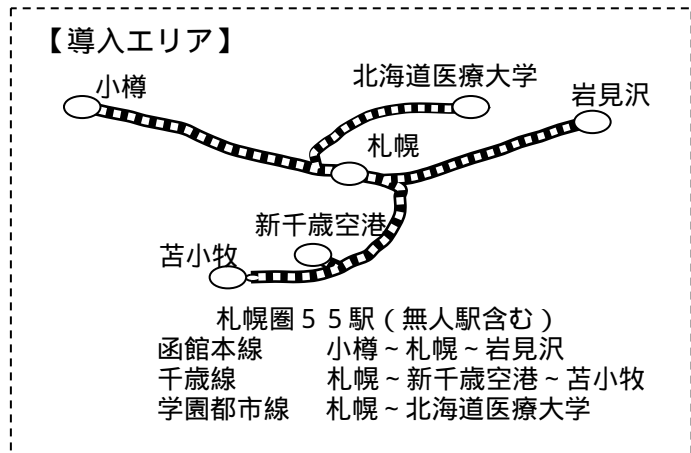 【導入エリア】
小樽
北海道医療大学
岩見沢
札幌
新千歳空港
苫小牧
札幌圏５５駅（無人駅含む）
函館本線　　小樽～札幌～岩見沢
千歳線　　　札幌～新千歳空港～苫小牧
学園都市線　札幌～北海道医療大学